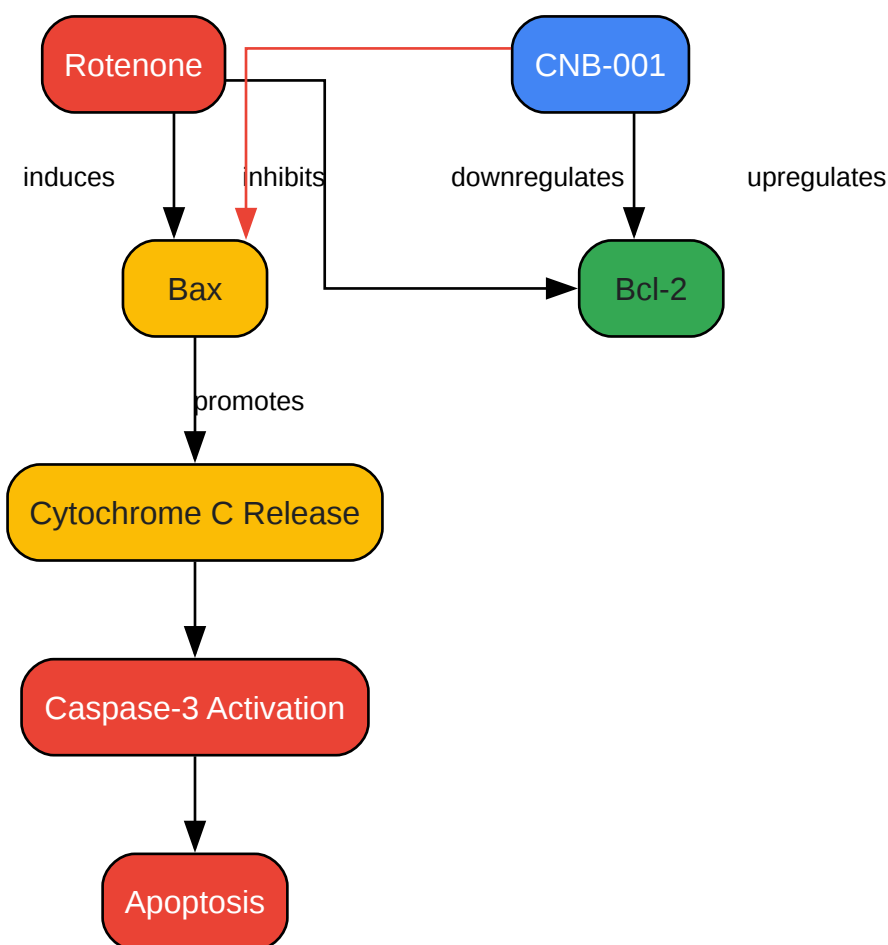 Rotenone
CNB-001
induces
inhibits
downregulates
upregulates
Bax
Bcl-2
promotes
Cytochrome C Release
Caspase-3 Activation
Apoptosis